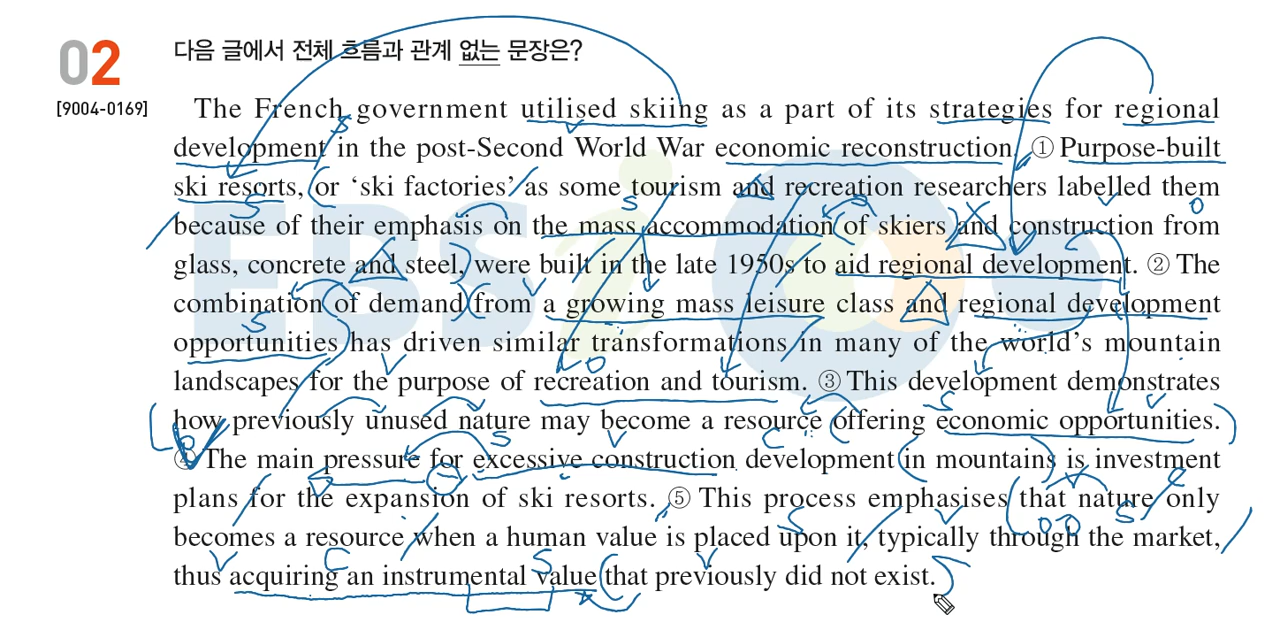 02
다음 글에서 전체 흐름과 관계 없는 문장은?
[9004-0169]
The French government utilised skiing as a part of its strategies for regional
development in the post-Second World War economic reconstruction. ① Purpose-built
ski resorts, or ‘ski factories’ as some tourism and recreation researchers labelled them
because of their emphasis on the mass accommodation of skiers and construction from
glass, concrete and steel, were built in the late 1950s to aid regional development. ② The
combination of demand from a growing mass leisure class and regional development
opportunities has driven similar transformations in many of the world’s mountain
landscapes for the purpose of recreation and tourism. ③ This development demonstrates
how previously unused nature may become a resource offering economic opportunities.
④ The main pressure for excessive construction development in mountains is investment
plans for the expansion of ski resorts. ⑤ This process emphasises that nature only
becomes a resource when a human value is placed upon it, typically through the market,
thus acquiring an instrumental value that previously did not exist.